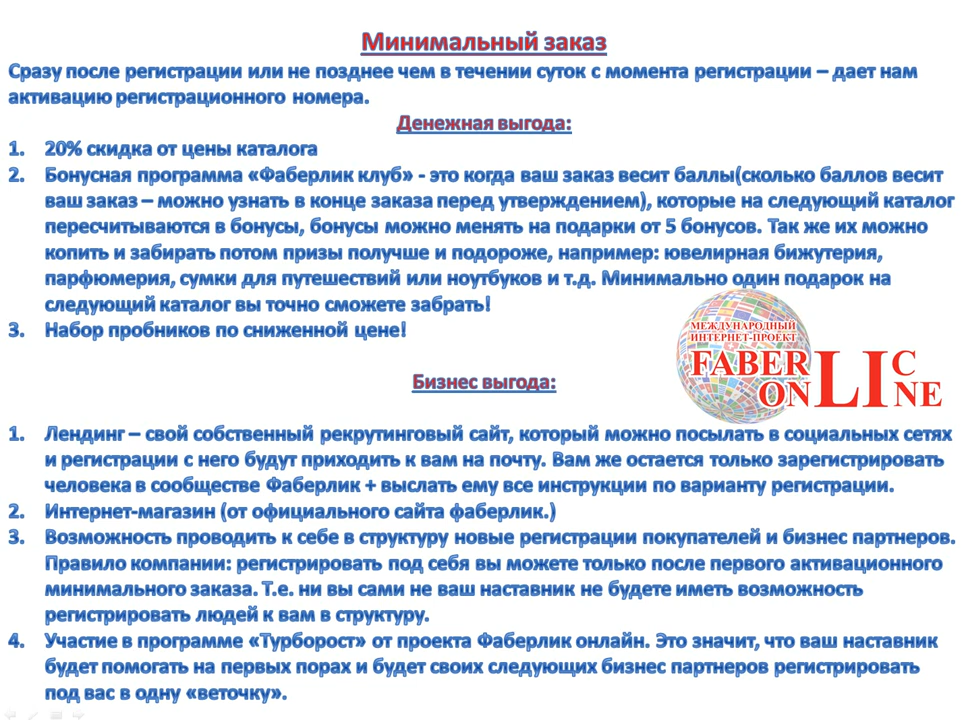 Минимальный заказ
Сразу после регистрации или не позднее чем в течении суток с момента регистрации – дает нам
активацию регистрационного номера.
Денежная выгода:
1. 20% скидка от цены каталога
2. Бонусная программа «Фаберлик клуб» - это когда ваш заказ весит баллы(сколько баллов весит
ваш заказ – можно узнать в конце заказа перед утверждением), которые на следующий каталог
пересчитываются в бонусы, бонусы можно менять на подарки от 5 бонусов. Так же их можно
копить и забирать потом призы получше и подороже, например: ювелирная бижутерия,
парфюмерия, сумки для путешествий или ноутбуков и т.д. Минимально один подарок на
следующий каталог вы точно сможете забрать!
3. Набор пробников по сниженной цене!
МЕЖДУНАРОДНЫЙ
ИНТЕРНЕТ-ПРОЕКТ
FABERLIC
ONLINE
Бизнес выгода:
1. Лендинг – свой собственный рекрутинговый сайт, который можно посылать в социальных сетях
и регистрации с него будут приходить к вам на почту. Вам же остается только зарегистрировать
человека в сообществе Фаберлик + выслать ему все инструкции по варианту регистрации.
2. Интернет-магазин (от официального сайта фаберлик.)
3. Возможность проводить к себе в структуру новые регистрации покупателей и бизнес партнеров.
Правило компании: регистрировать под себя вы можете только после первого активационного
минимального заказа. Т.е. ни вы сами не ваш наставник не будете иметь возможность
регистрировать людей к вам в структуру.
4. Участие в программе «Турборост» от проекта Фаберлик онлайн. Это значит, что ваш наставник
будет помогать на первых порах и будет своих следующих бизнес партнеров регистрировать
под вас в одну «веточку».